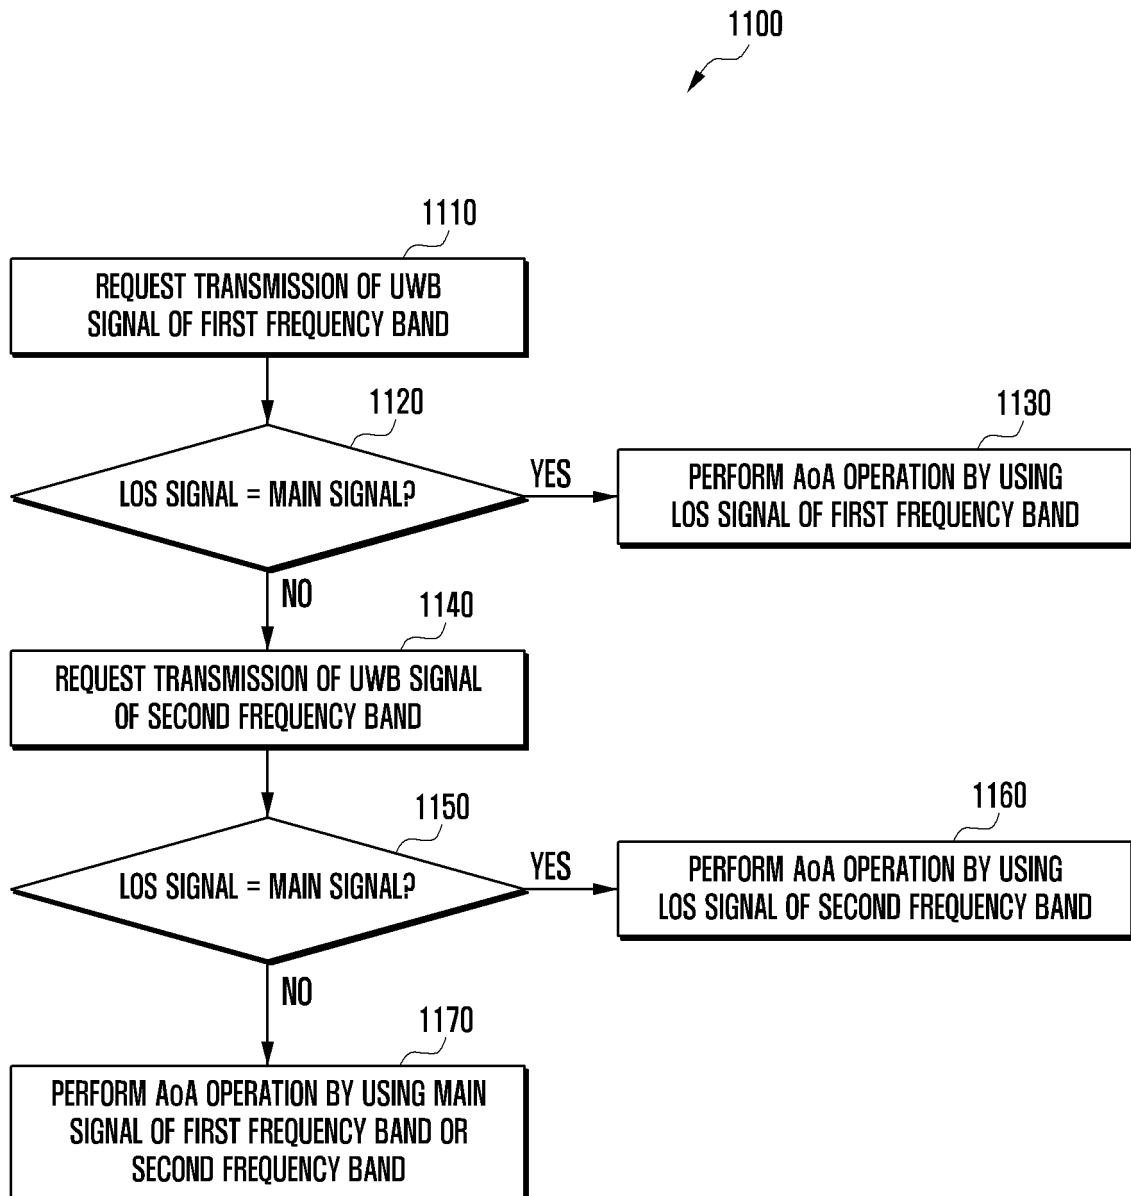 1100
1110
REQUEST TRANSMISSION OF UWB
SIGNAL OF FIRST FREQUENCY BAND
1120
LOS SIGNAL = MAIN SIGNAL?
YES
1130
PERFORM AoA OPERATION BY USING
LOS SIGNAL OF FIRST FREQUENCY BAND
NO
1140
REQUEST TRANSMISSION OF UWB SIGNAL
OF SECOND FREQUENCY BAND
1150
LOS SIGNAL = MAIN SIGNAL?
YES
1160
PERFORM AoA OPERATION BY USING
LOS SIGNAL OF SECOND FREQUENCY BAND
NO
1170
PERFORM AoA OPERATION BY USING MAIN
SIGNAL OF FIRST FREQUENCY BAND OR
SECOND FREQUENCY BAND